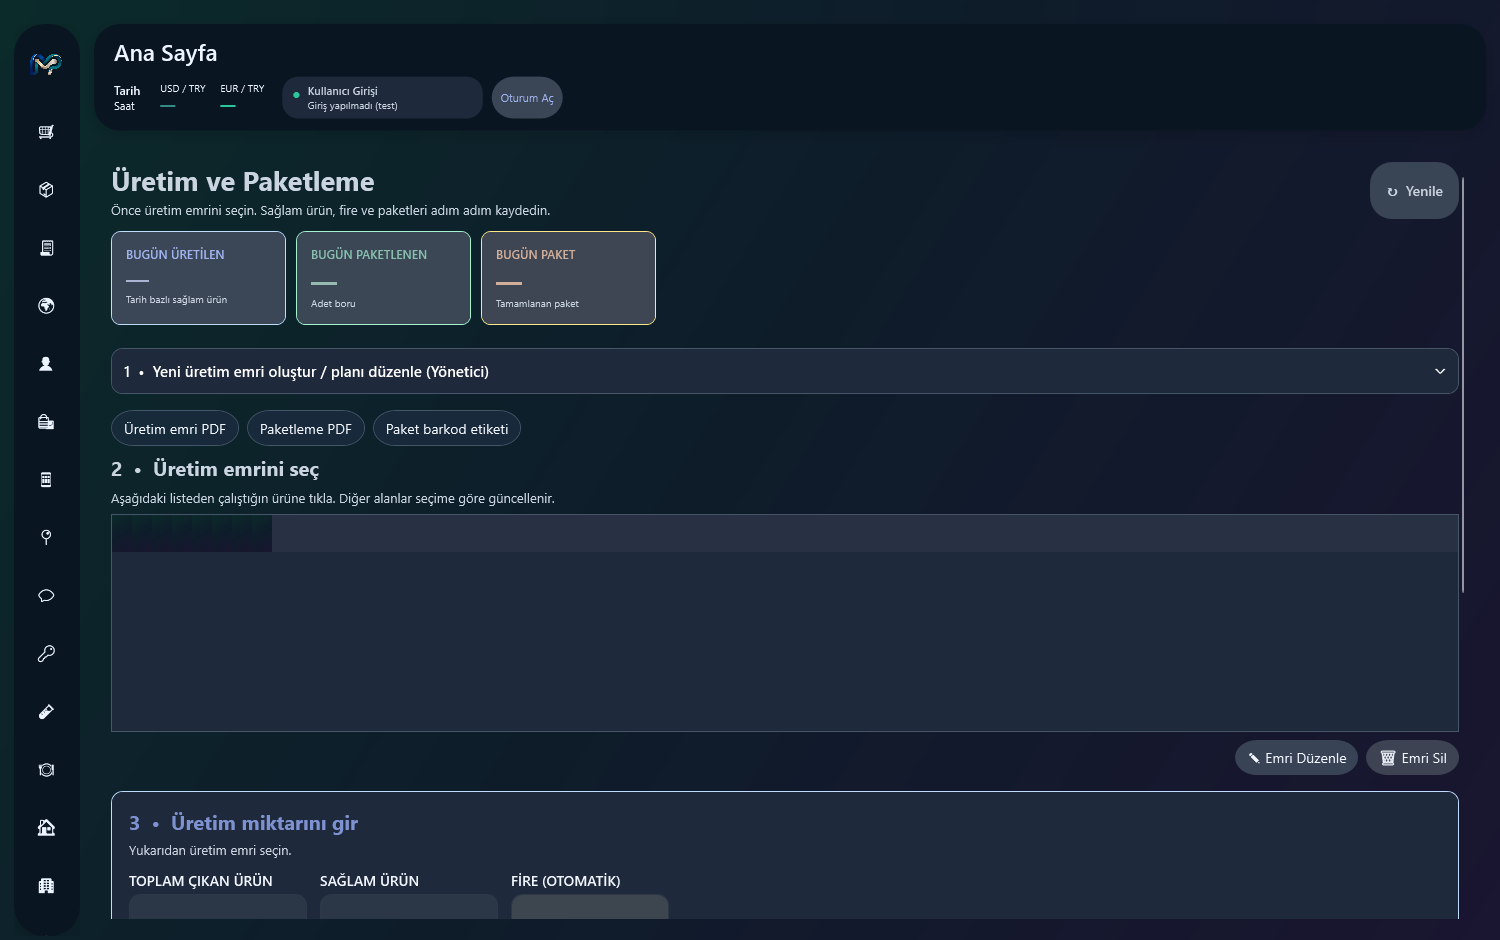 Ana Sayfa
Tarih
Saat
USD / TRY
—
EUR / TRY
—
Kullanıcı Girişi
Giriş yapılmadı (test)
Oturum Aç
Üretim ve Paketleme
Önce üretim emrini seçin. Sağlam ürün, fire ve paketleri adım adım kaydedin.
↻ Yenile
BUGÜN ÜRETİLEN
—
Tarih bazlı sağlam ürün
BUGÜN PAKETLENEN
—
Adet boru
BUGÜN PAKET
—
Tamamlanan paket
1 • Yeni üretim emri oluştur / planı düzenle (Yönetici)
Üretim emri PDF
Paketleme PDF
Paket barkod etiketi
2 • Üretim emrini seç
Aşağıdaki listeden çalıştığın ürüne tıkla. Diğer alanlar seçime göre güncellenir.
Emri Düzenle
Emri Sil
3 • Üretim miktarını gir
Yukarıdan üretim emri seçin.
TOPLAM ÇIKAN ÜRÜN
SAĞLAM ÜRÜN
FİRE (OTOMATİK)